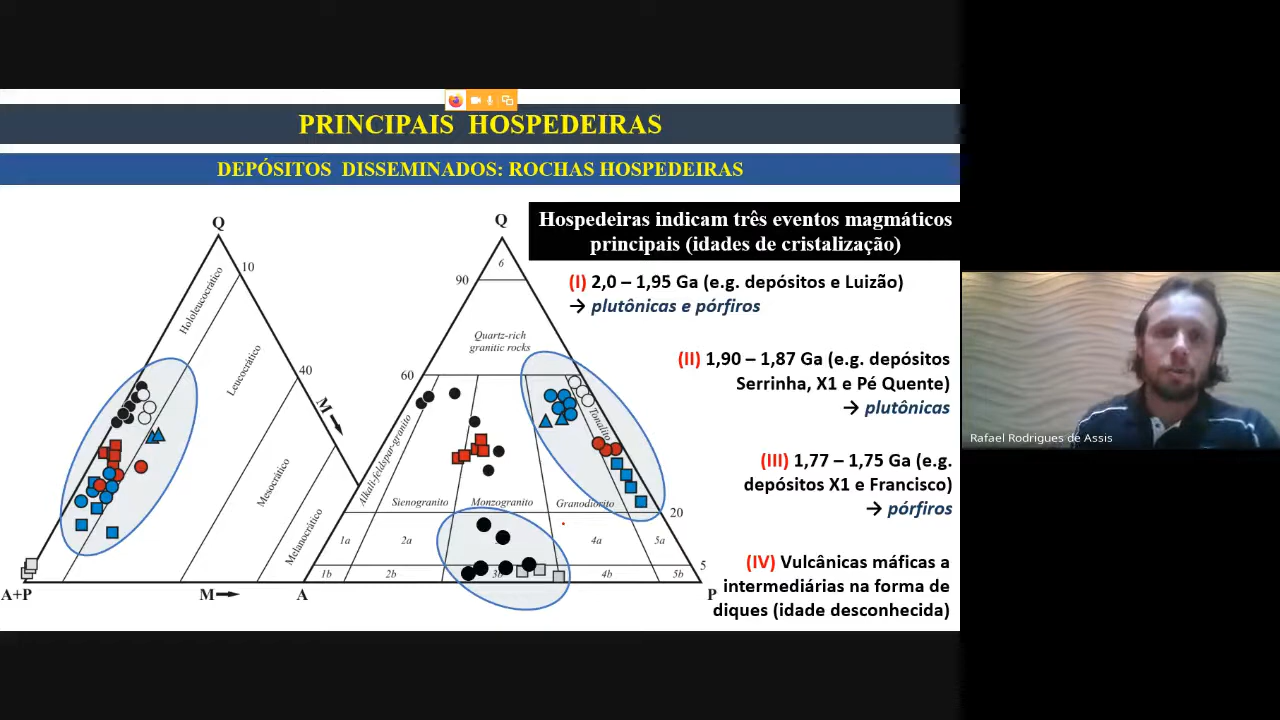 PRINCIPAIS HOSPEDEIRAS
DEPÓSITOS DISSEMINADOS: ROCHAS HOSPEDEIRAS
Q
10
Hololeucocrático
Leucocrático
40
M
Mesocrático
Melanocrático
A+P
M
Q
6
90
Quartz-rich
granitic rocks
60
Alkali-feldspar-granito
Tonalito
Sienogranito
Monzogranito
Granodiorito
20
1a
2a
4a
5a
5
1b
2b
3b
4b
5b
A
P
Hospedeiras indicam três eventos magmáticos
principais (idades de cristalização)
(I) 2,0 – 1,95 Ga (e.g. depósitos e Luizão)
→ plutônicas e pórfiros
(II) 1,90 – 1,87 Ga (e.g. depósitos
Serrinha, X1 e Pé Quente)
→ plutônicas
(III) 1,77 – 1,75 Ga (e.g.
depósitos X1 e Francisco)
→ pórfiros
(IV) Vulcânicas máficas a
intermediárias na forma de
diques (idade desconhecida)
Rafael Rodrigues de Assis